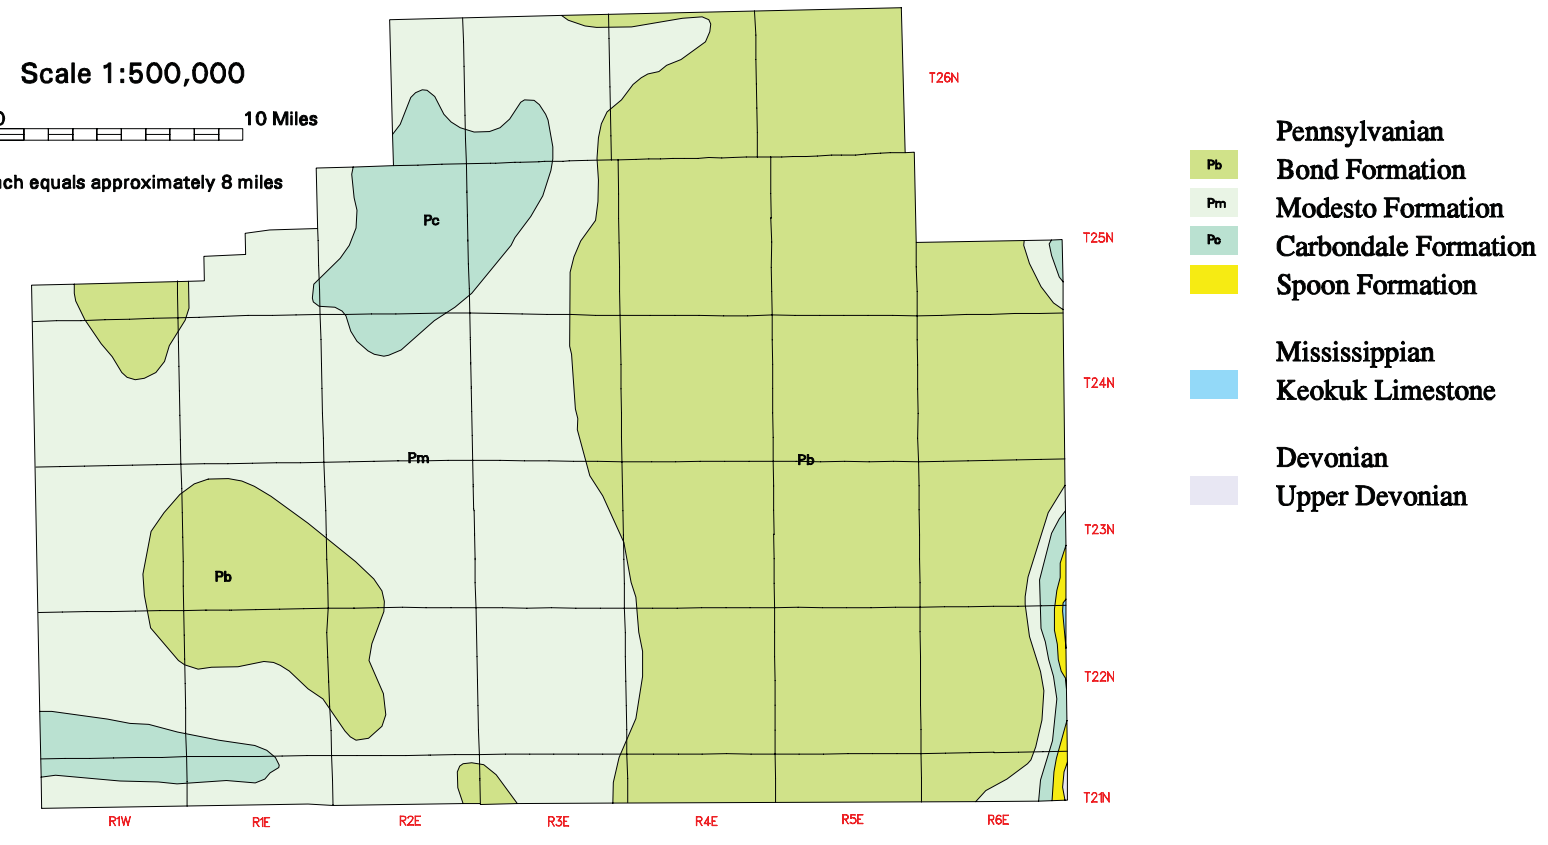 Scale 1:500,000
0
10 Miles
nch equals approximately 8 miles
T26N
Pennsylvanian
Pb Bond Formation
Pm Modesto Formation
Pc Carbondale Formation
Spoon Formation
Mississippian
Keokuk Limestone
Devonian
Upper Devonian
Pc
T25N
T24N
Pm
Pb
T23N
Pb
T22N
T21N
R1W
R1E
R2E
R3E
R4E
R5E
R6E